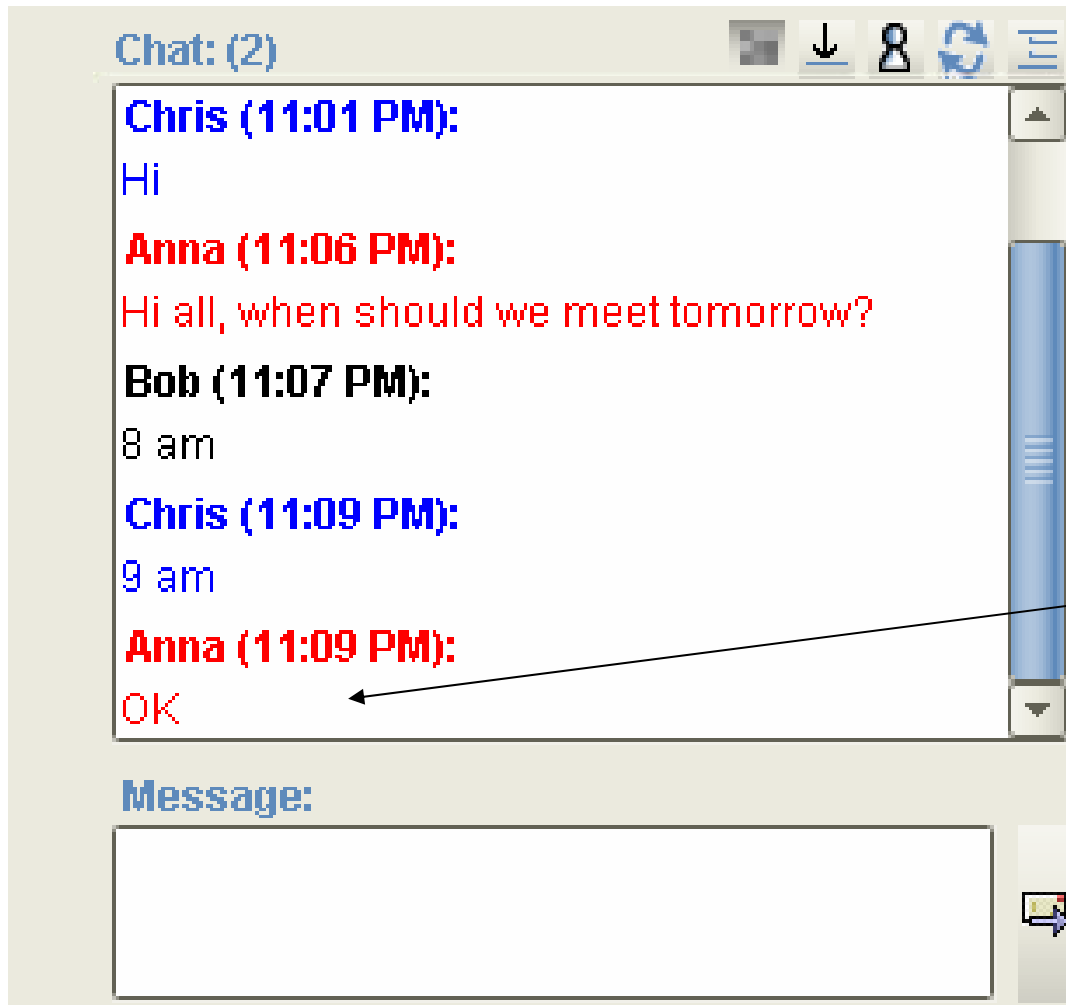 Chat: (2)
Chris (11:01 PM):
Hi
Anna (11:06 PM):
Hi all, when should we meet tomorrow?
Bob (11:07 PM):
8 am
Chris (11:09 PM):
9 am
Anna (11:09 PM):
OK
Message: